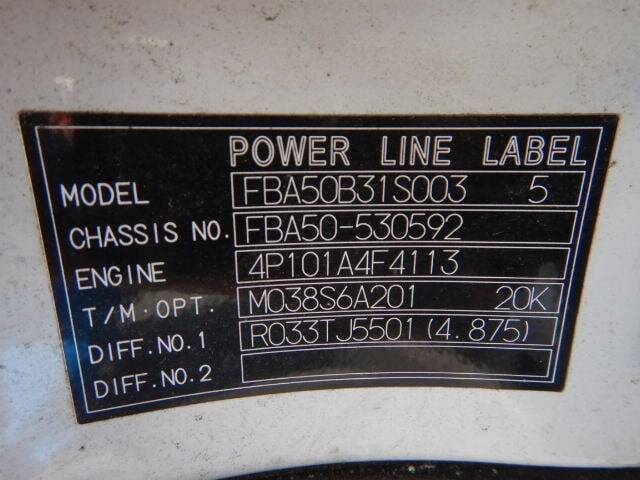 POWER LINE LABEL
MODEL FBA50B31S003 5
CHASSIS NO. FBA50-530592
ENGINE 4P101A4F4113
T/M·OPT. M038S6A201 20K
DIFF.NO.1 R033TJ5501(4.875)
DIFF.NO.2